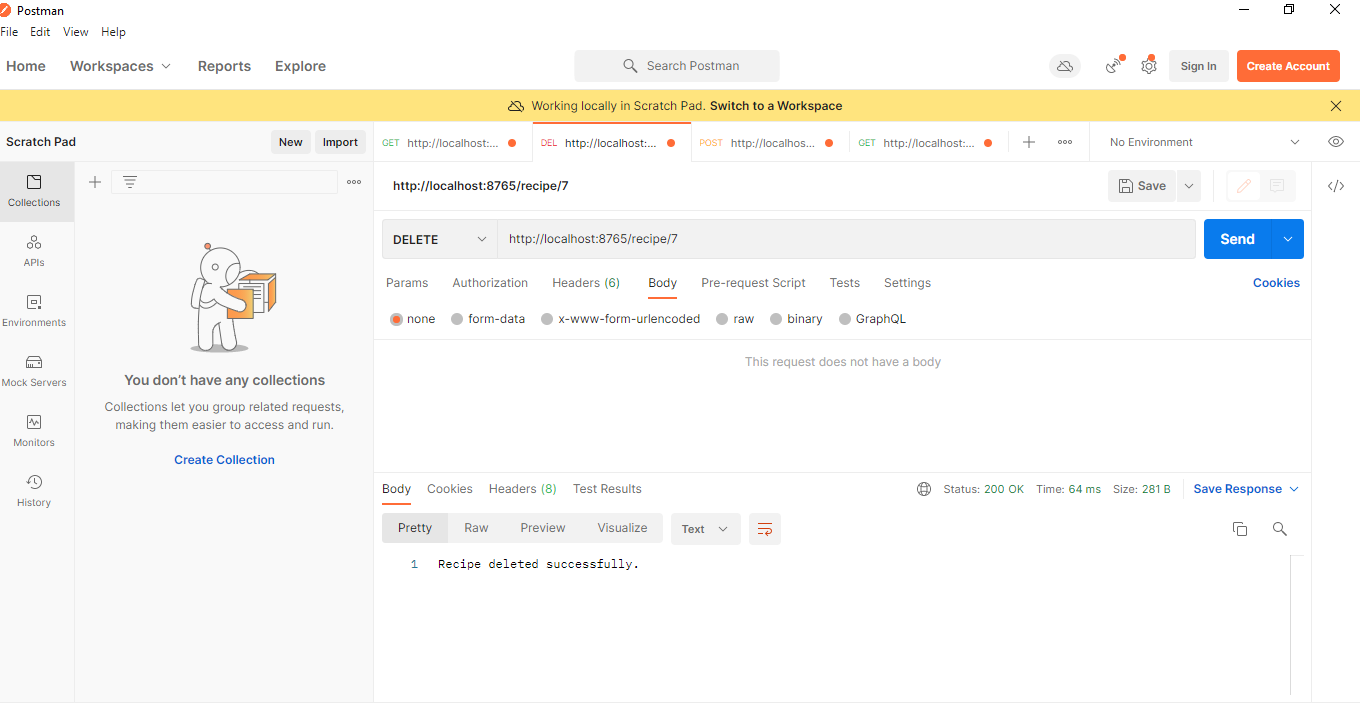 Postman
File Edit View Help
Home Workspaces Reports Explore Search Postman Sign In Create Account
Working locally in Scratch Pad. Switch to a Workspace
Scratch Pad New Import GET http://localhost:... DEL http://localhost:... POST http://localhos... GET http://localhost:... No Environment
Collections
APIs
Environments
Mock Servers
Monitors
History
You don't have any collections
Collections let you group related requests,
making them easier to access and run.
Create Collection
http://localhost:8765/recipe/7 Save
DELETE http://localhost:8765/recipe/7 Send
Params Authorization Headers (6) Body Pre-request Script Tests Settings Cookies
none form-data x-www-form-urlencoded raw binary GraphQL
This request does not have a body
Body Cookies Headers (8) Test Results Status: 200 OK Time: 64 ms Size: 281 B Save Response
Pretty Raw Preview Visualize Text
1 Recipe deleted successfully.